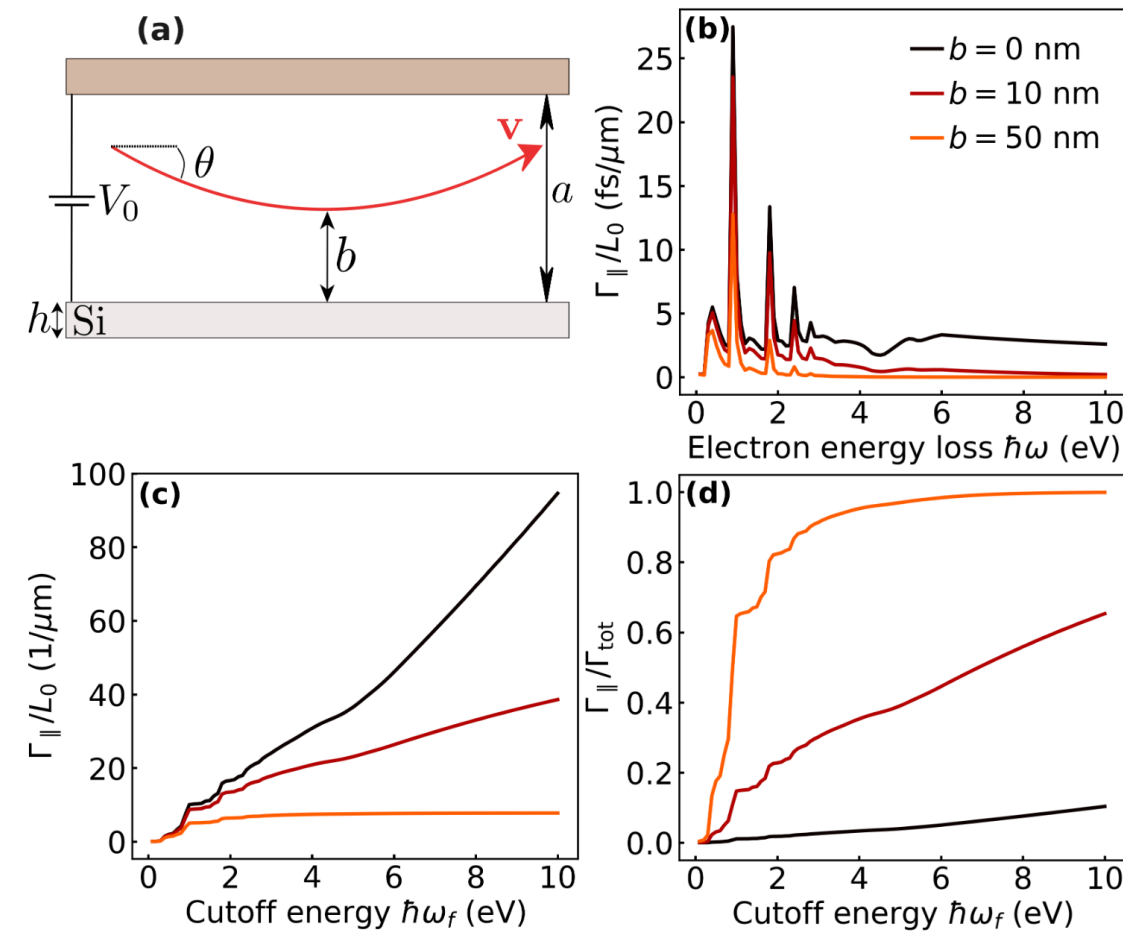 (a)
θ
v
V₀
b
a
h
Si
(b)
b = 0 nm
b = 10 nm
b = 50 nm
Γ∥/L₀ (fs/μm)
25
20
15
10
5
0
0 2 4 6 8 10
Electron energy loss ħω (eV)
(c)
Γ∥/L₀ (1/μm)
100
80
60
40
20
0
0 2 4 6 8 10
Cutoff energy ħω_f (eV)
(d)
Γ∥/Γ_tot
1.0
0.8
0.6
0.4
0.2
0.0
0 2 4 6 8 10
Cutoff energy ħω_f (eV)